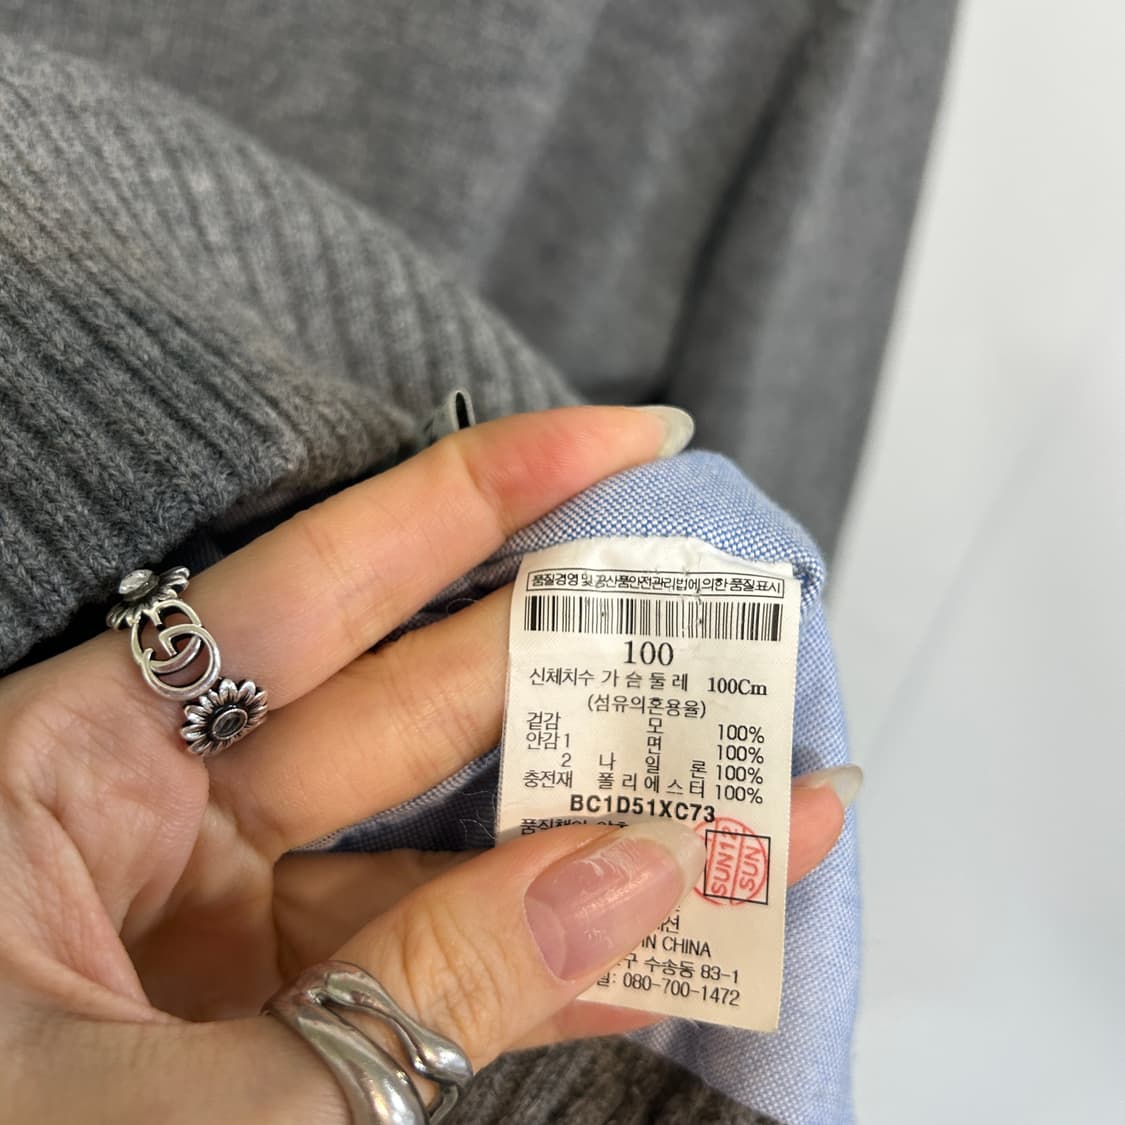 품질경영 및 공산품안전관리법에 의한 품질표시
100
신체치수 가 슴 둘 레 100Cm
(섬유의혼용율)
겉감 모 100%
안감1 면 100%
2 나 일 론 100%
충전재 폴 리 에 스 터 100%
BC1D51XC73
SUN12
SUN
IN CHINA
구 수송동 83-1
: 080-700-1472